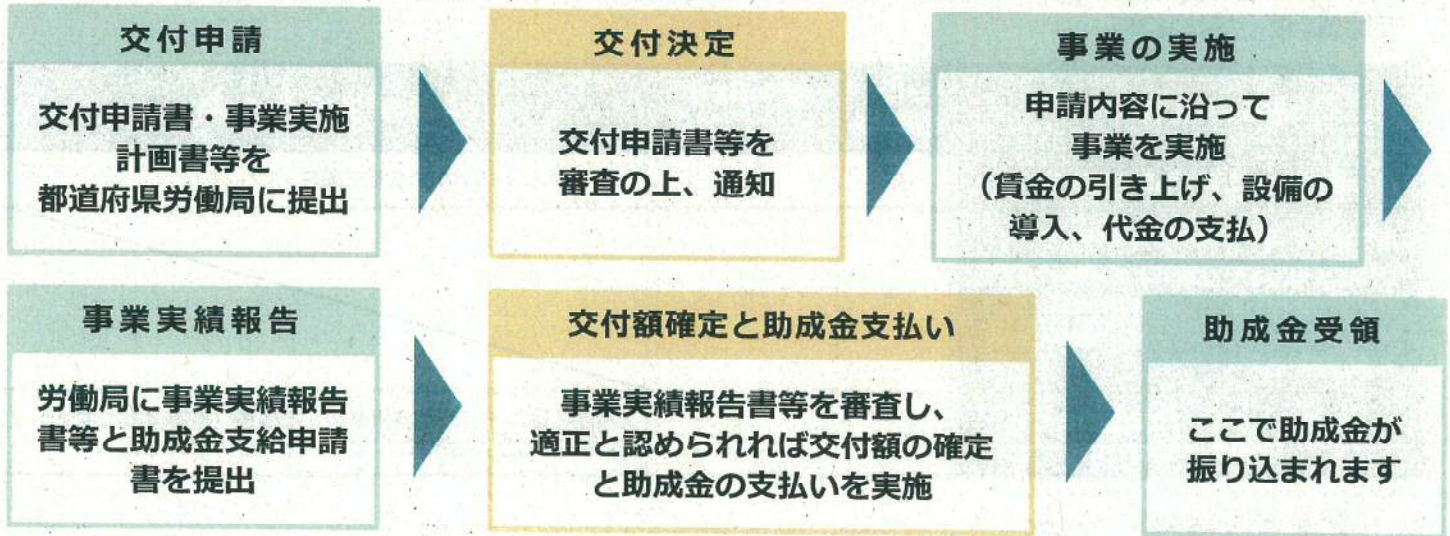 交付申請
交付申請書・事業実施
計画書等を
都道府県労働局に提出
交付決定
交付申請書等を
審査の上、通知
事業の実施
申請内容に沿って
事業を実施
（賃金の引き上げ、設備の
導入、代金の支払）
事業実績報告
労働局に事業実績報告
書等と助成金支給申請
書を提出
交付額確定と助成金支払い
事業実績報告書等を審査し、
適正と認められれば交付額の確定
と助成金の支払いを実施
助成金受領
ここで助成金が
振り込まれます